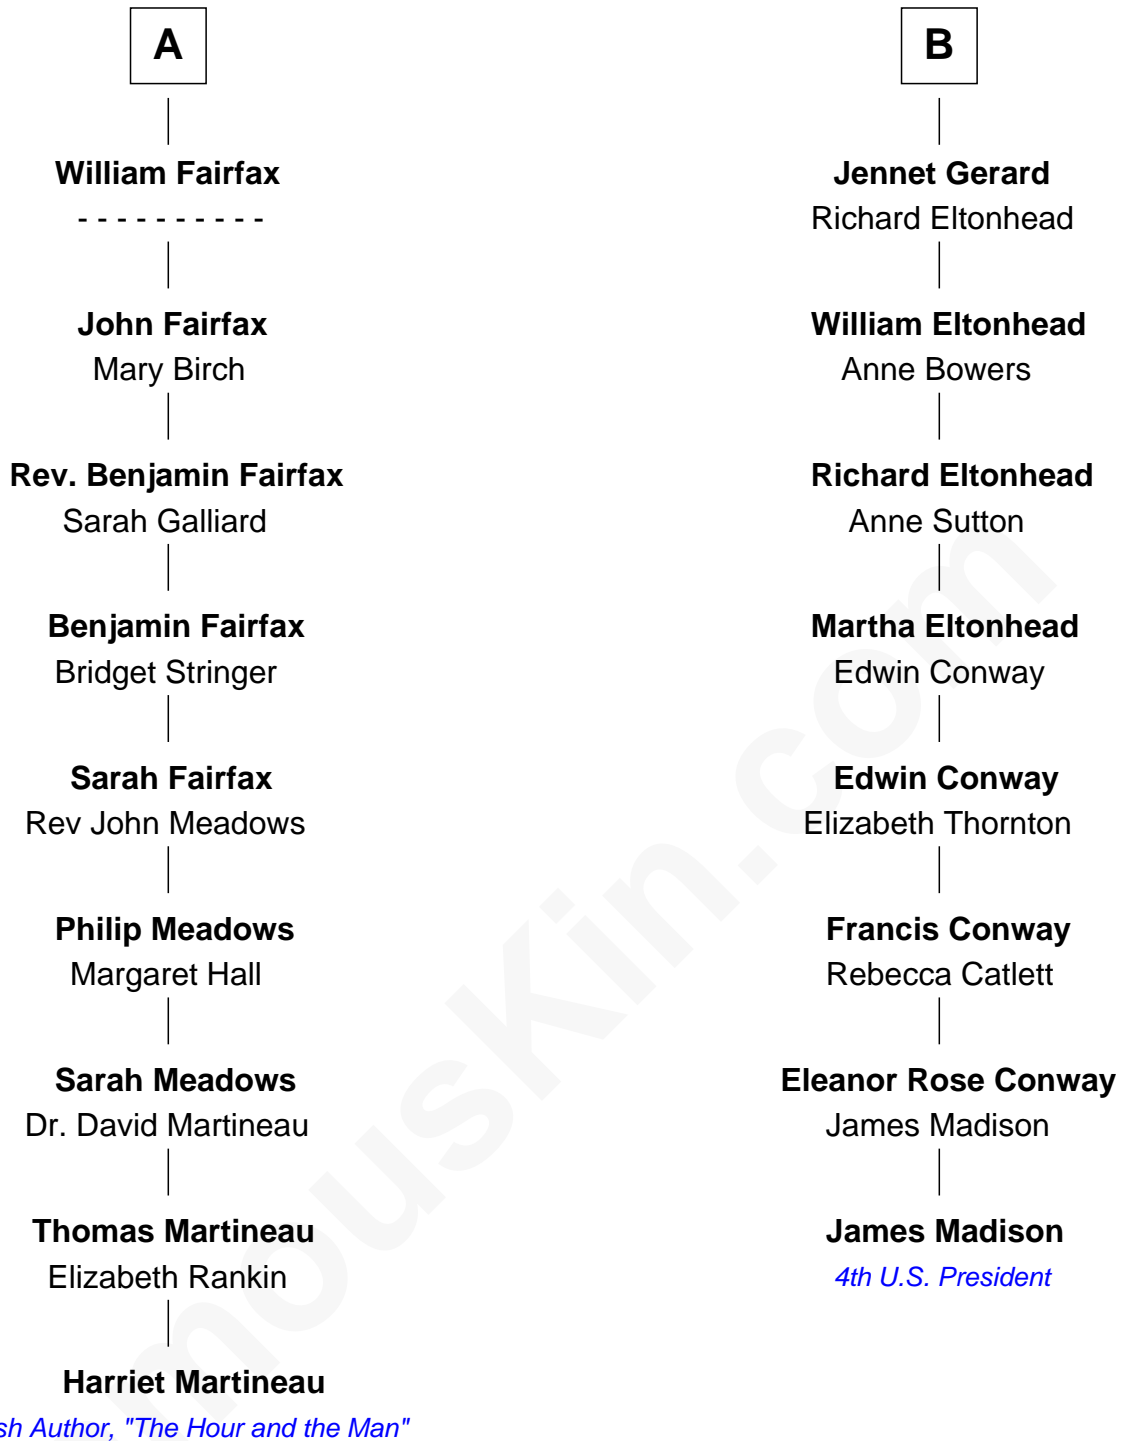 A
William Fairfax
- - - - - - - - - -
John Fairfax
Mary Birch
Rev. Benjamin Fairfax
Sarah Galliard
Benjamin Fairfax
Bridget Stringer
Sarah Fairfax
Rev John Meadows
Philip Meadows
Margaret Hall
Sarah Meadows
Dr. David Martineau
Thomas Martineau
Elizabeth Rankin
Harriet Martineau
sh Author, "The Hour and the Man"
B
Jennet Gerard
Richard Eltonhead
William Eltonhead
Anne Bowers
Richard Eltonhead
Anne Sutton
Martha Eltonhead
Edwin Conway
Edwin Conway
Elizabeth Thornton
Francis Conway
Rebecca Catlett
Eleanor Rose Conway
James Madison
James Madison
4th U.S. President
mouskin.com